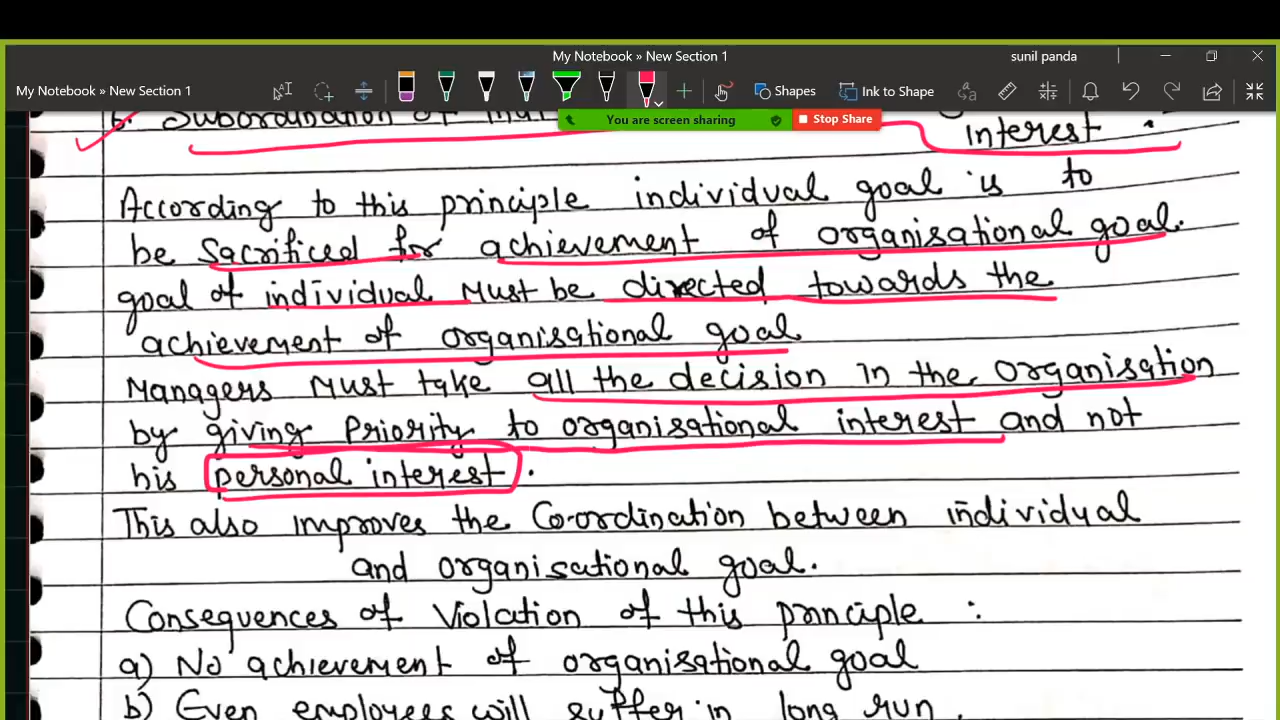 My Notebook » New Section 1
sunil panda
My Notebook » New Section 1
Shapes
Ink to Shape
You are screen sharing
Stop Share
6. Subordination of
interest :
According to this principle individual goal is to
be sacrificed for achievement of organisational goal.
goal of individual Must be directed towards the
achievement of organisational goal
Managers Must take all the decision in the organisation
by giving Priority to organisational interest and not
his personal interest.
This also improves the Co-ordination between individual
and organisational goal.
Consequences of Violation of this principle :
a) No achievement of organisational goal
b) Even employees will suffer in long run.